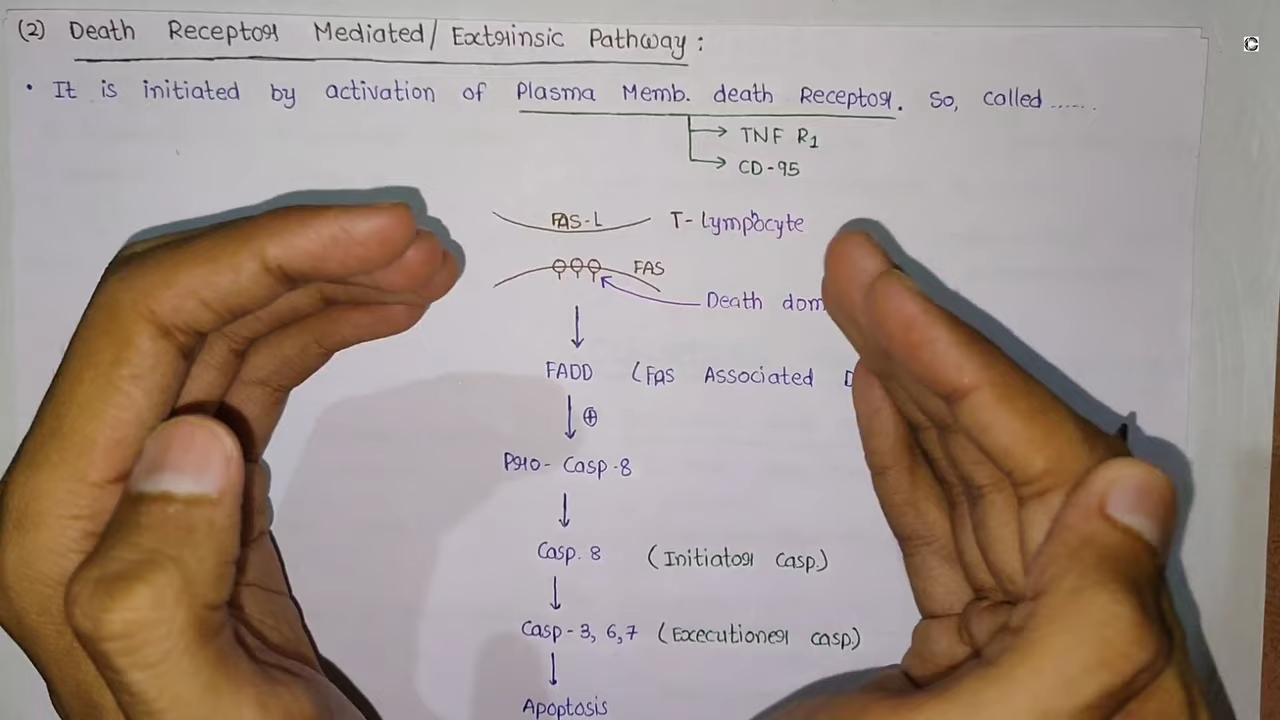 (2) Death Receptor Mediated/ Extrinsic Pathway :
• It is initiated by activation of Plasma Memb. death Receptor. So, called ......
TNF R1
CD-95
FAS-L T- Lymphocyte
FAS
Death dom
FADD (FAS Associated D
+
Pro- Casp-8
Casp. 8 (Initiator Casp.)
Casp-3, 6,7 (Executioner casp)
Apoptosis